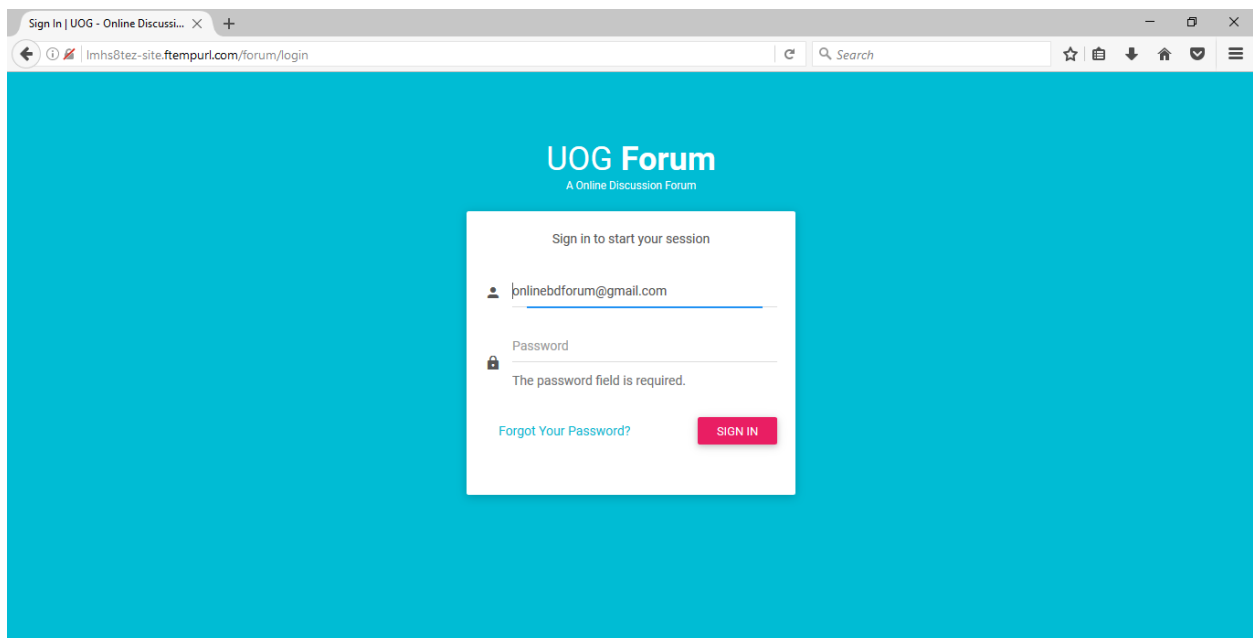 Sign In | UOG - Online Discussi...
lmhs8tez-site.ftempurl.com/forum/login
Search
UOG Forum
A Online Discussion Forum
Sign in to start your session
onlinebdforum@gmail.com
Password
The password field is required.
Forgot Your Password? SIGN IN